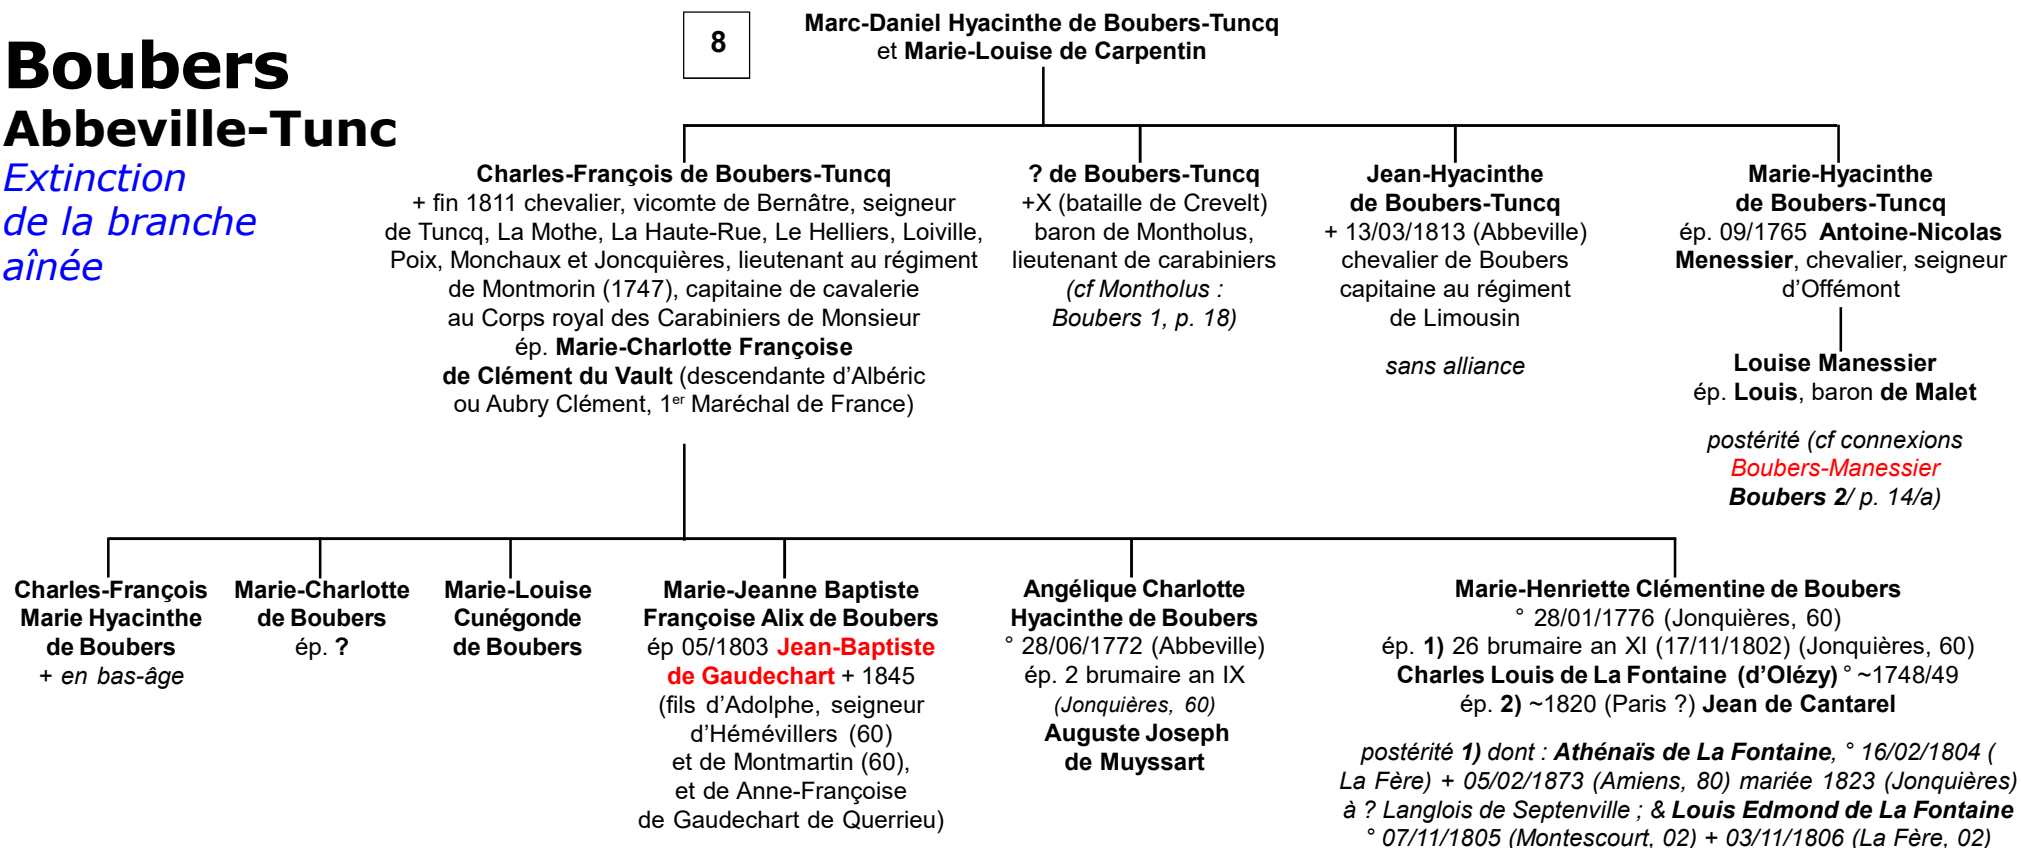 Boubers
Abbeville-Tunc
Extinction
de la branche
aînée
8
Marc-Daniel Hyacinthe de Boubers-Tuncq
et Marie-Louise de Carpentin
Charles-François de Boubers-Tuncq
+ fin 1811 chevalier, vicomte de Bernâtre, seigneur
de Tuncq, La Mothe, La Haute-Rue, Le Helliers, Loiville,
Poix, Monchaux et Joncquières, lieutenant au régiment
de Montmorin (1747), capitaine de cavalerie
au Corps royal des Carabiniers de Monsieur
ép. Marie-Charlotte Françoise
de Clément du Vault (descendante d’Albéric
ou Aubry Clément, 1er Maréchal de France)
? de Boubers-Tuncq
+X (bataille de Crevelt)
baron de Montholus,
lieutenant de carabiniers
(cf Montholus :
Boubers 1, p. 18)
Jean-Hyacinthe
de Boubers-Tuncq
+ 13/03/1813 (Abbeville)
chevalier de Boubers
capitaine au régiment
de Limousin
sans alliance
Marie-Hyacinthe
de Boubers-Tuncq
ép. 09/1765 Antoine-Nicolas
Menessier, chevalier, seigneur
d’Offémont
Louise Manessier
ép. Louis, baron de Malet
postérité (cf connexions
Boubers-Manessier
Boubers 2/ p. 14/a)
Charles-François
Marie Hyacinthe
de Boubers
+ en bas-âge
Marie-Charlotte
de Boubers
ép. ?
Marie-Louise
Cunégonde
de Boubers
Marie-Jeanne Baptiste
Françoise Alix de Boubers
ép 05/1803 Jean-Baptiste
de Gaudechart + 1845
(fils d’Adolphe, seigneur
d’Hémévillers (60)
et de Montmartin (60),
et de Anne-Françoise
de Gaudechart de Querrieu)
Angélique Charlotte
Hyacinthe de Boubers
° 28/06/1772 (Abbeville)
ép. 2 brumaire an IX
(Jonquières, 60)
Auguste Joseph
de Muyssart
Marie-Henriette Clémentine de Boubers
° 28/01/1776 (Jonquières, 60)
ép. 1) 26 brumaire an XI (17/11/1802) (Jonquières, 60)
Charles Louis de La Fontaine (d’Olézy) ° ~1748/49
ép. 2) ~1820 (Paris ?) Jean de Cantarel
postérité 1) dont : Athénaïs de La Fontaine, ° 16/02/1804 (
La Fère) + 05/02/1873 (Amiens, 80) mariée 1823 (Jonquières)
à ? Langlois de Septenville ; & Louis Edmond de La Fontaine
° 07/11/1805 (Montescourt, 02) + 03/11/1806 (La Fère, 02)